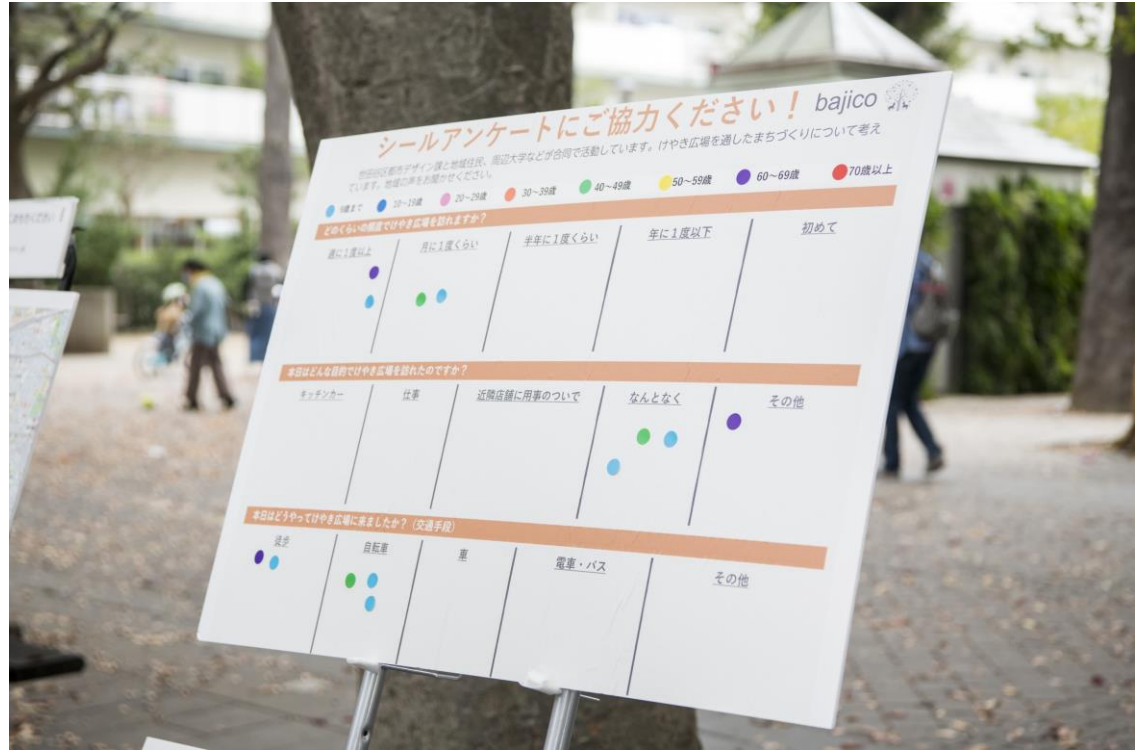 シールアンケートにご協力ください！ bajico
世田谷区都市デザイン課と地域住民、周辺大学などが合同で活動しています。けやき広場を通したまちづくりについて考え
ています。地域の声をお聞かせください。
9歳まで 10〜19歳 20〜29歳 30〜39歳 40〜49歳 50〜59歳 60〜69歳 70歳以上
どのくらいの頻度でけやき広場を訪れますか？
週に1度以上 月に1度くらい 半年に1度くらい 年に1度以下 初めて
本日はどんな目的でけやき広場を訪れたのですか？
キッチンカー 仕事 近隣店舗に用事のついで なんとなく その他
本日はどうやってけやき広場に来ましたか？（交通手段）
徒歩 自転車 車 電車・バス その他